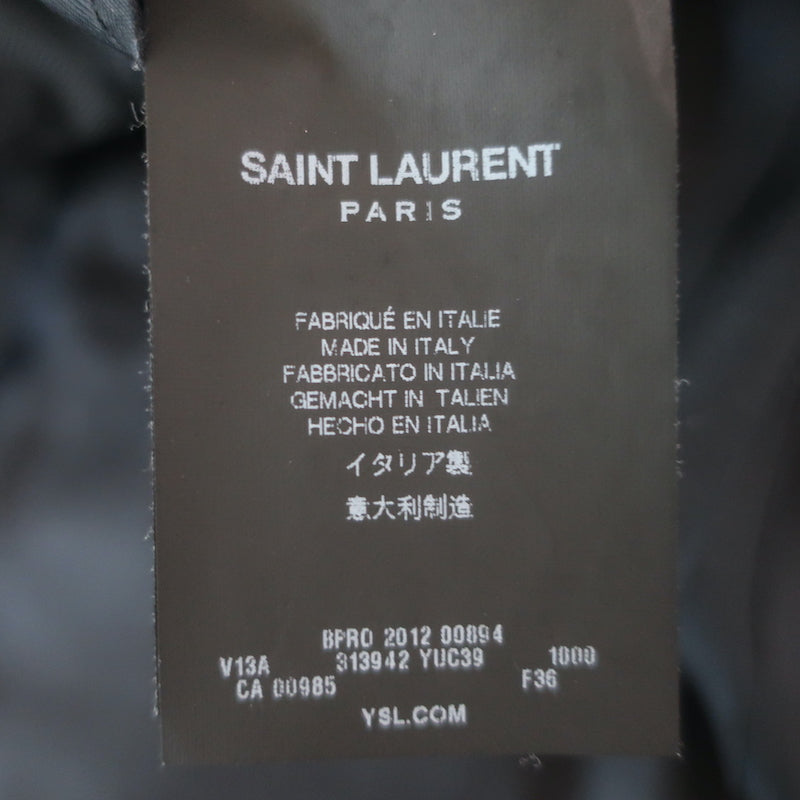 SAINT LAURENT
PARIS
FABRIQUÉ EN ITALIE
MADE IN ITALY
FABBRICATO IN ITALIA
GEMACHT IN TALIEN
HECHO EN ITALIA
イタリア製
意大利制造
BPRO 2012 00894
V13A 313942 YUC39 1000
CA 00985 F36
YSL.COM